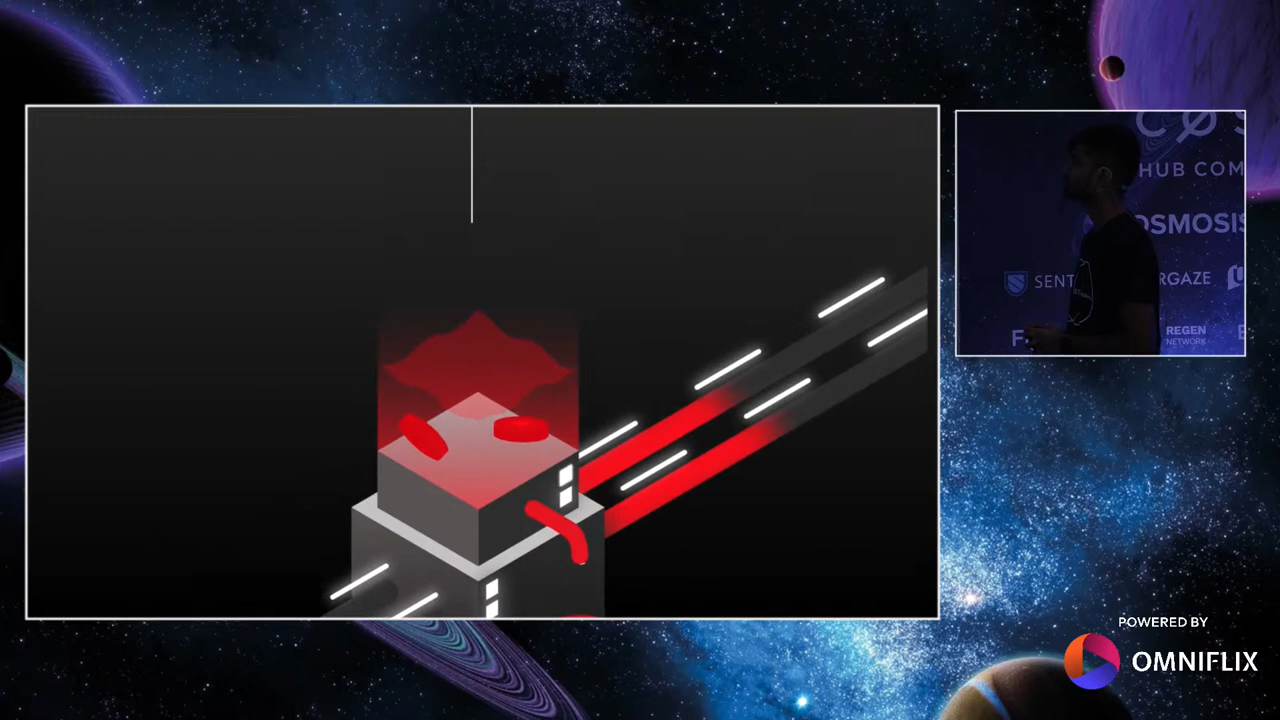 HUB COM
OSMOSIS
SENT
RGAZE
REGEN
NETWORK
POWERED BY
OMNIFLIX